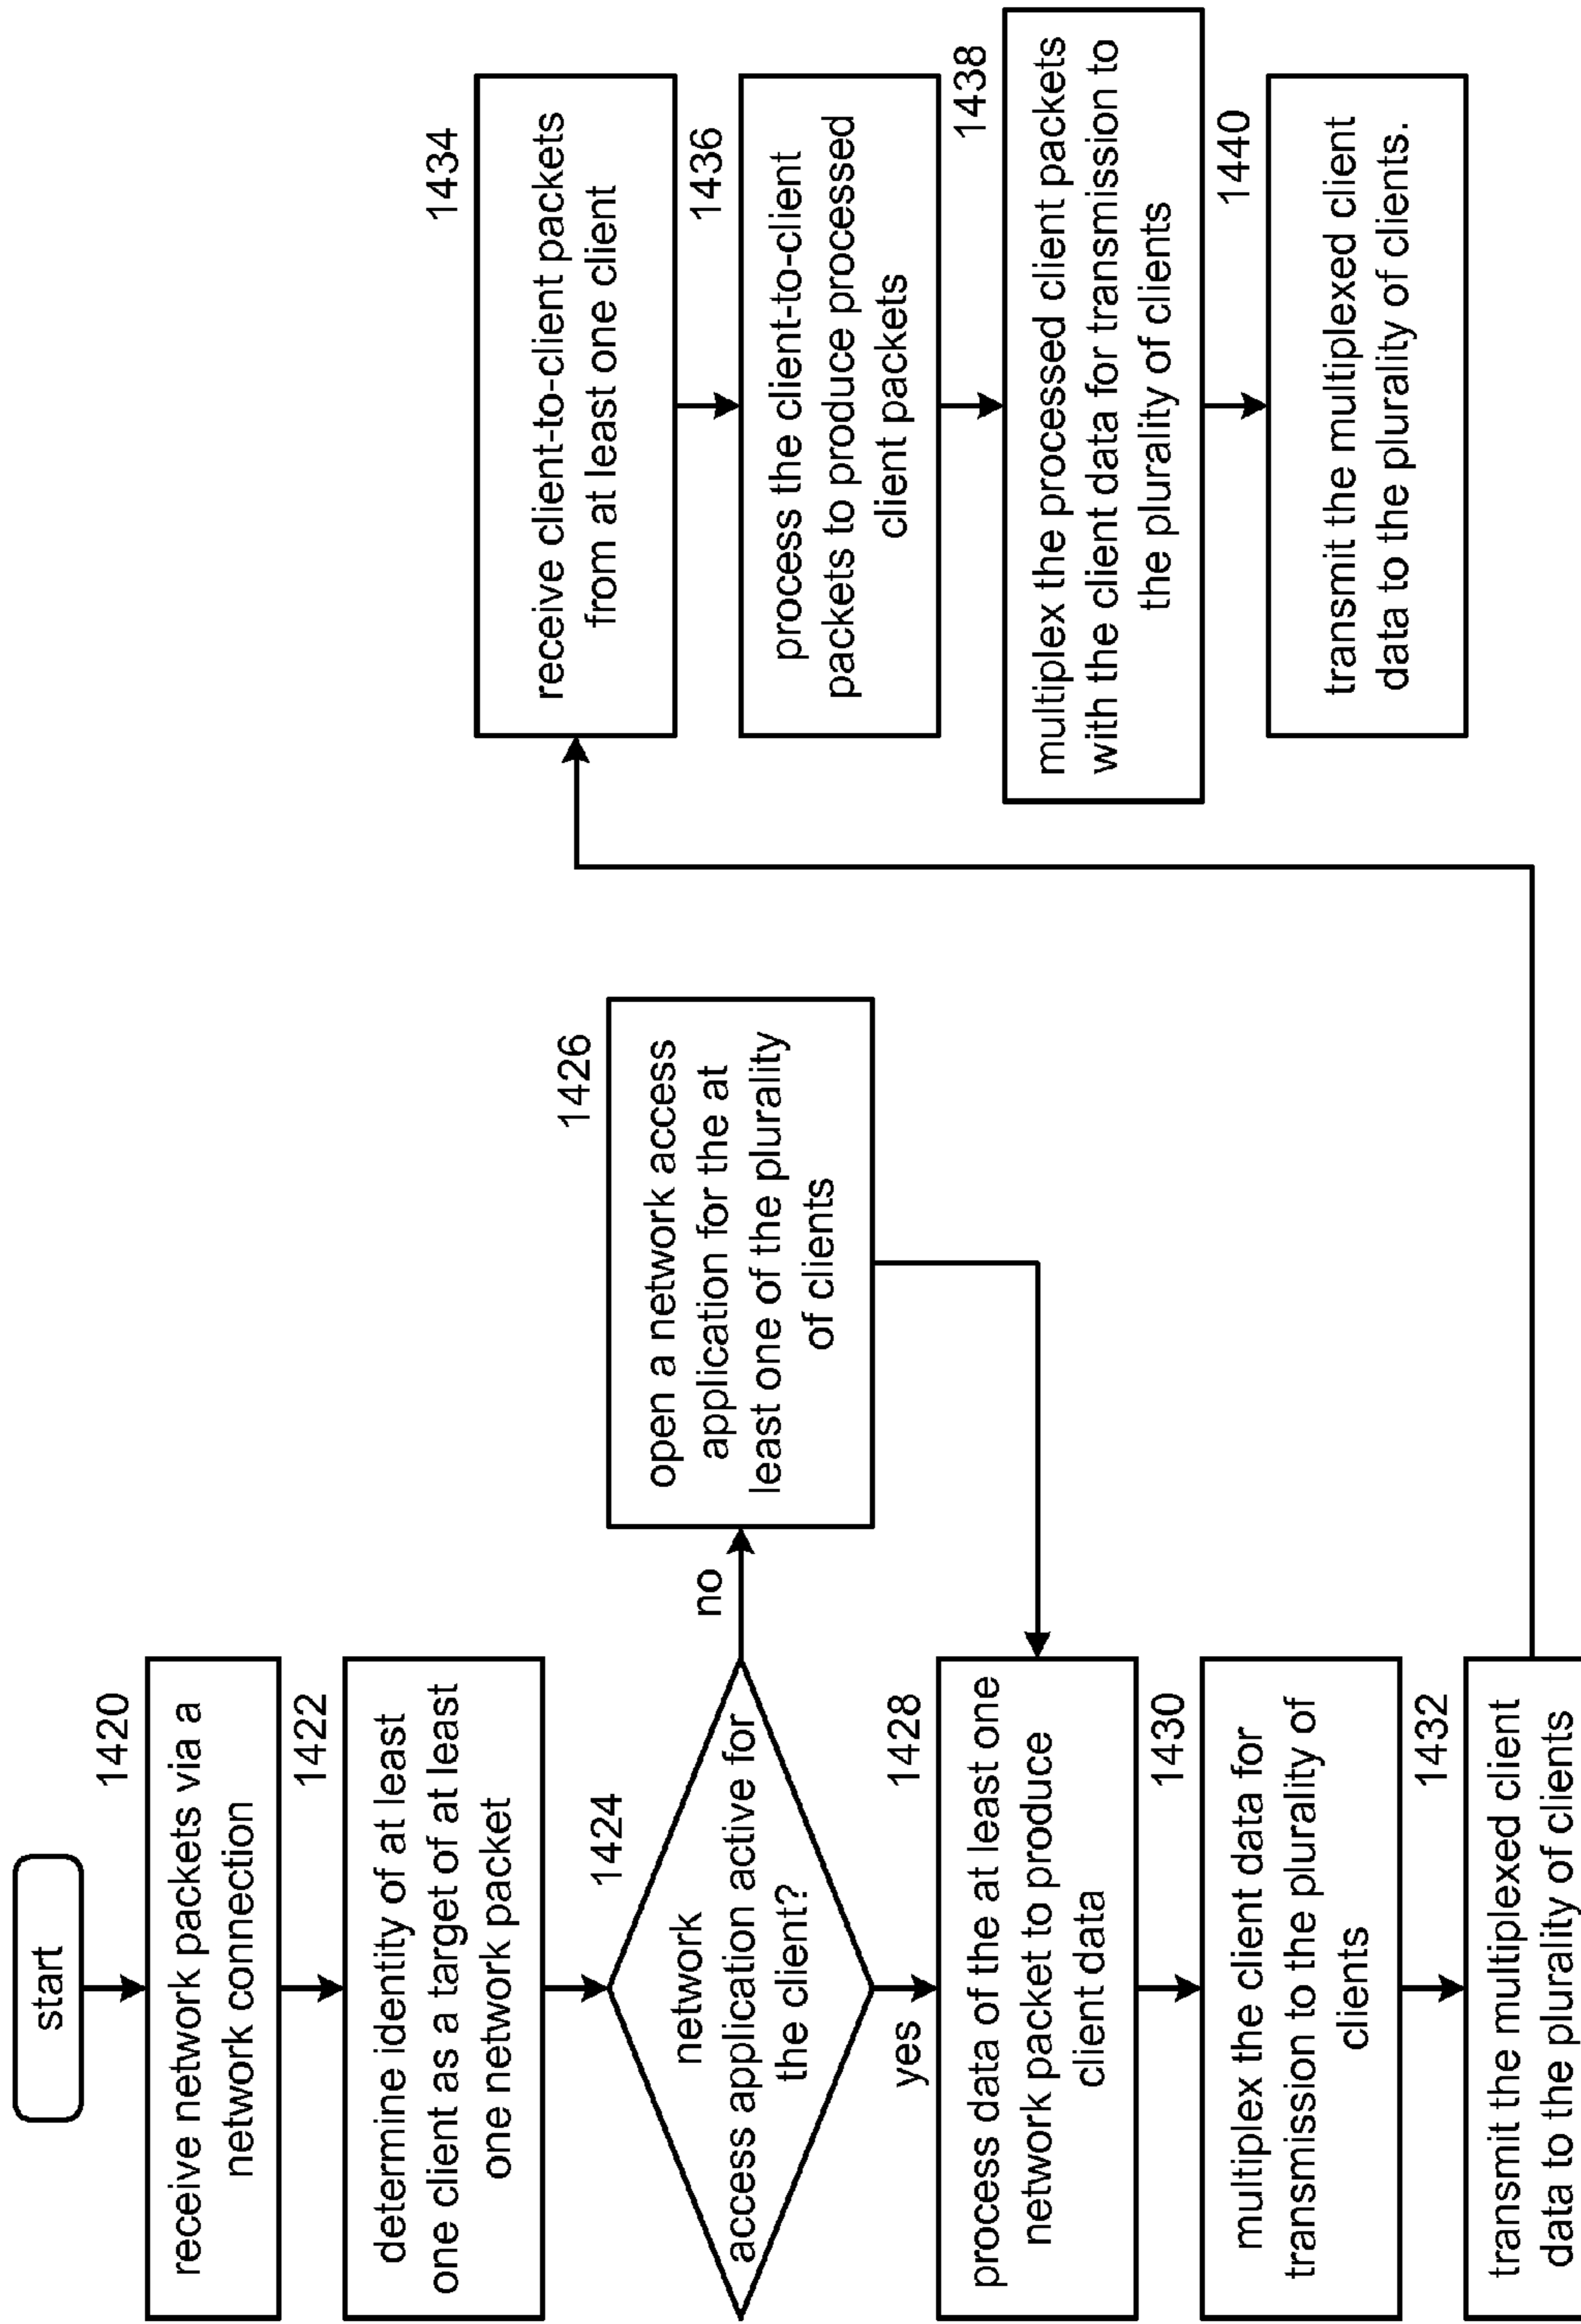 start
1420
receive network packets via a
network connection
1422
determine identity of at least
one client as a target of at least
one network packet
1424
network
access application active for
the client?
no
yes
1426
open a network access
application for the at
least one of the plurality
of clients
1428
process data of the at least one
network packet to produce
client data
1430
multiplex the client data for
transmission to the plurality of
clients
1432
transmit the multiplexed client
data to the plurality of clients
1434
receive client-to-client packets
from at least one client
1436
process the client-to-client
packets to produce processed
client packets
1438
multiplex the processed client packets
with the client data for transmission to
the plurality of clients
1440
transmit the multiplexed client
data to the plurality of clients.